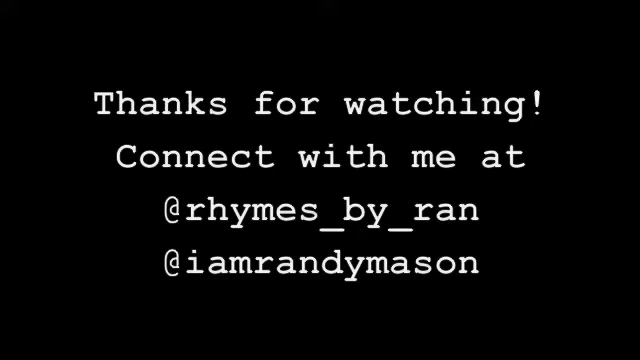 Thanks for watching!
Connect with me at
@rhymes_by_ran
@iamrandymason